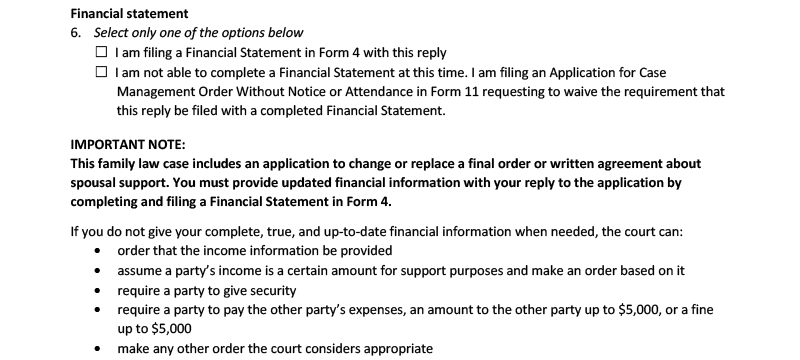 Financial statement
6. Select only one of the options below
☐ I am filing a Financial Statement in Form 4 with this reply
☐ I am not able to complete a Financial Statement at this time. I am filing an Application for Case
Management Order Without Notice or Attendance in Form 11 requesting to waive the requirement that
this reply be filed with a completed Financial Statement.
IMPORTANT NOTE:
This family law case includes an application to change or replace a final order or written agreement about
spousal support. You must provide updated financial information with your reply to the application by
completing and filing a Financial Statement in Form 4.
If you do not give your complete, true, and up-to-date financial information when needed, the court can:
• order that the income information be provided
• assume a party's income is a certain amount for support purposes and make an order based on it
• require a party to give security
• require a party to pay the other party's expenses, an amount to the other party up to $5,000, or a fine
up to $5,000
• make any other order the court considers appropriate